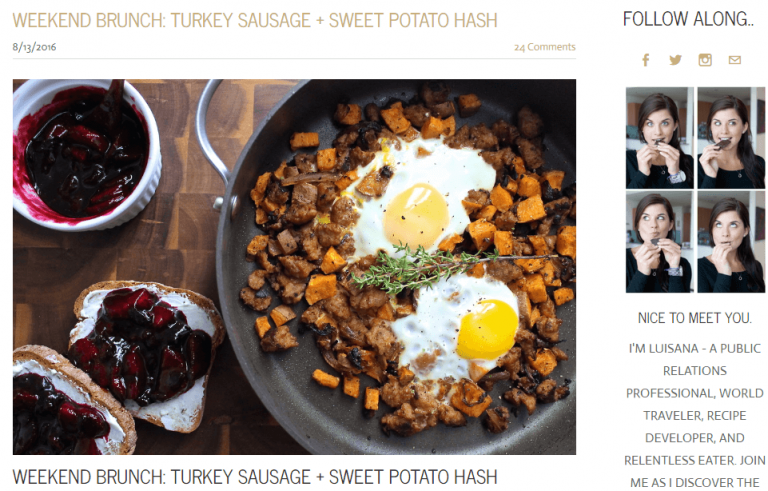 WEEKEND BRUNCH: TURKEY SAUSAGE + SWEET POTATO HASH
8/13/2016
24 Comments
WEEKEND BRUNCH: TURKEY SAUSAGE + SWEET POTATO HASH
FOLLOW ALONG..
NICE TO MEET YOU.
I'M LUISANA - A PUBLIC
RELATIONS
PROFESSIONAL, WORLD
TRAVELER, RECIPE
DEVELOPER, AND
RELENTLESS EATER. JOIN
ME AS I DISCOVER THE